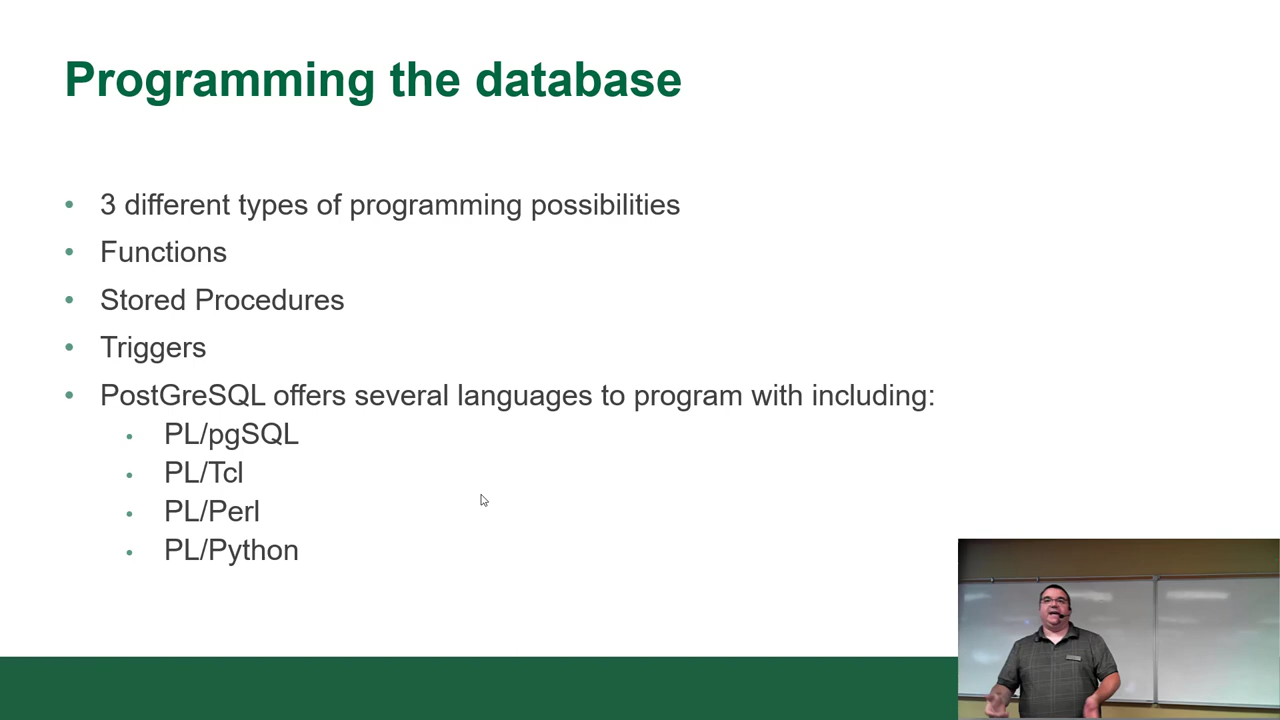 Programming the database
• 3 different types of programming possibilities
• Functions
• Stored Procedures
• Triggers
• PostGreSQL offers several languages to program with including:
• PL/pgSQL
• PL/Tcl
• PL/Perl
• PL/Python